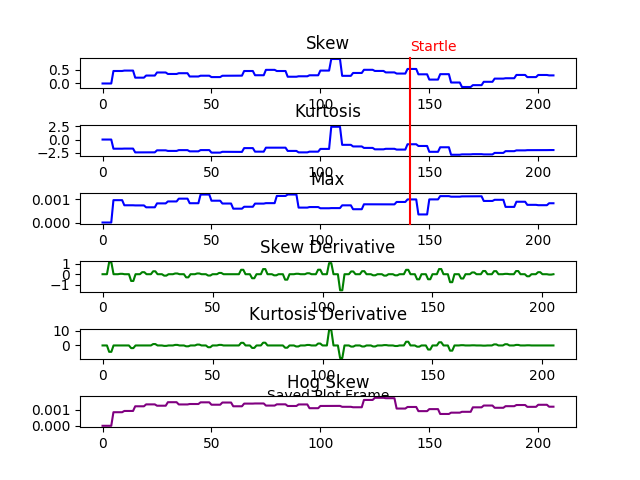 Startle
Skew
0.5
0.0
0 50 100 150 200
Kurtosis
2.5
0.0
−2.5
0 50 100 150 200
Max
0.001
0.000
0 50 100 150 200
Skew Derivative
1
0
−1
0 50 100 150 200
Kurtosis Derivative
10
0
0 50 100 150 200
Hog Skew
Saved Plot Frame
0.001
0.000
0 50 100 150 200